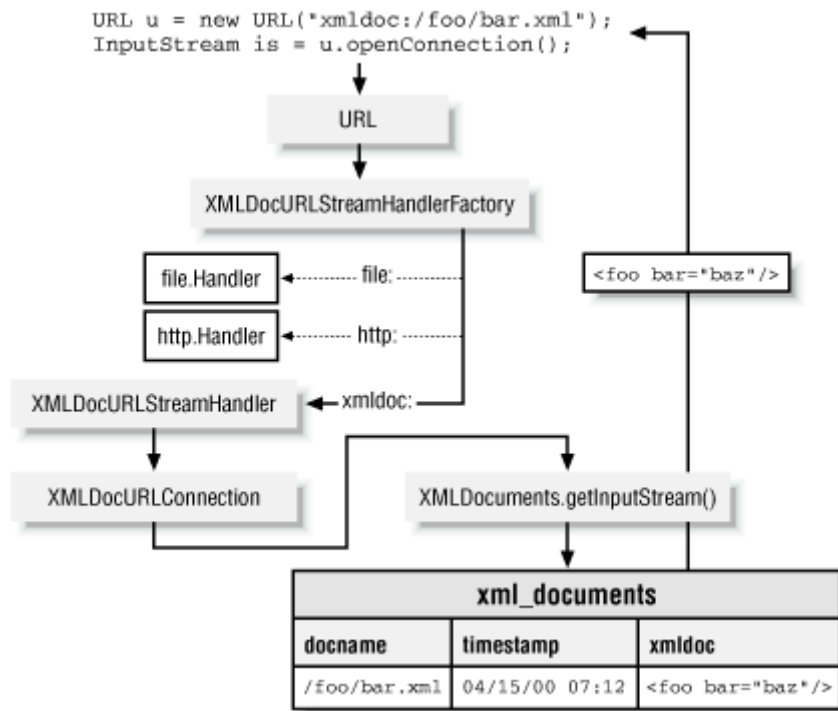 URL u = new URL("xmldoc:/foo/bar.xml");
InputStream is = u.openConnection();
URL
XMLDocURLStreamHandlerFactory
file.Handler
file:
<foo bar="baz"/>
http.Handler
http:
XMLDocURLStreamHandler
xmldoc:
XMLDocURLConnection
XMLDocuments.getInputStream()
xml_documents
docname timestamp xmldoc
/foo/bar.xml 04/15/00 07:12 <foo bar="baz"/>